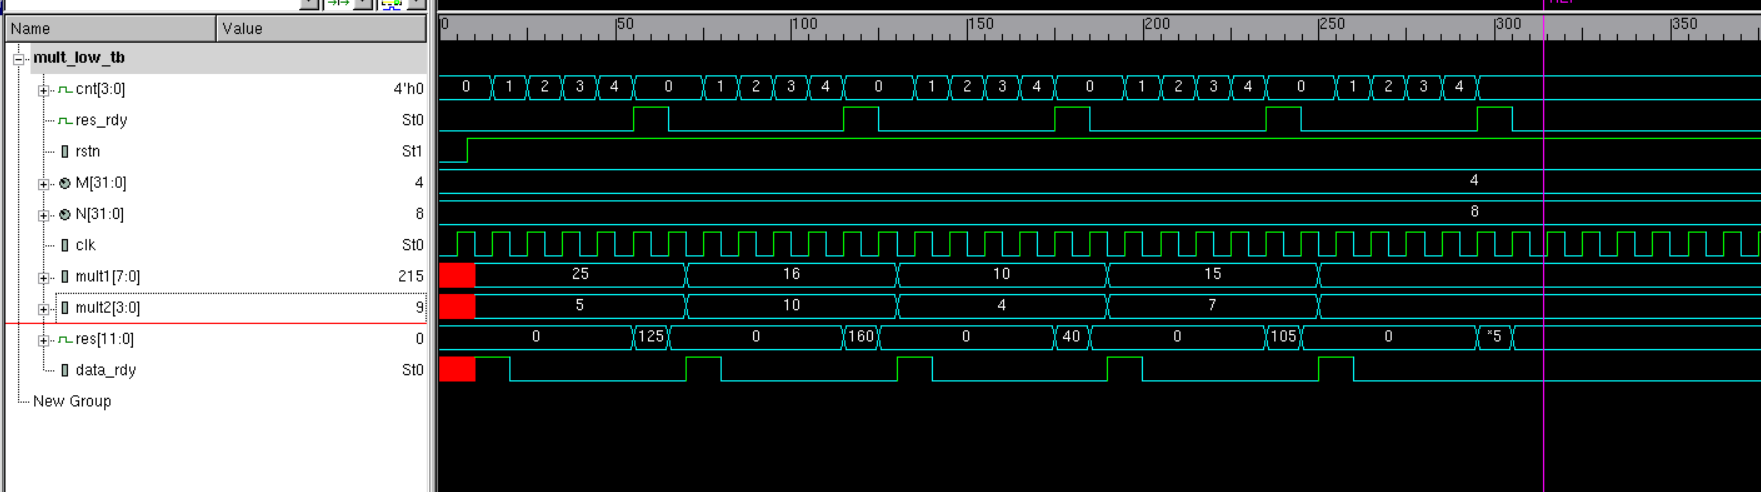 Name Value 0 50 100 150 200 250 300 350
mult_low_tb
cnt[3:0] 4'h0 0 1 2 3 4 0 1 2 3 4 0 1 2 3 4 0 1 2 3 4 0 1 2 3 4
res_rdy St0
rstn St1
M[31:0] 4 4
N[31:0] 8 8
clk St0
mult1[7:0] 215 25 16 10 15
mult2[3:0] 9 5 10 4 7
res[11:0] 0 0 125 0 160 0 40 0 105 0 *5
data_rdy St0
New Group